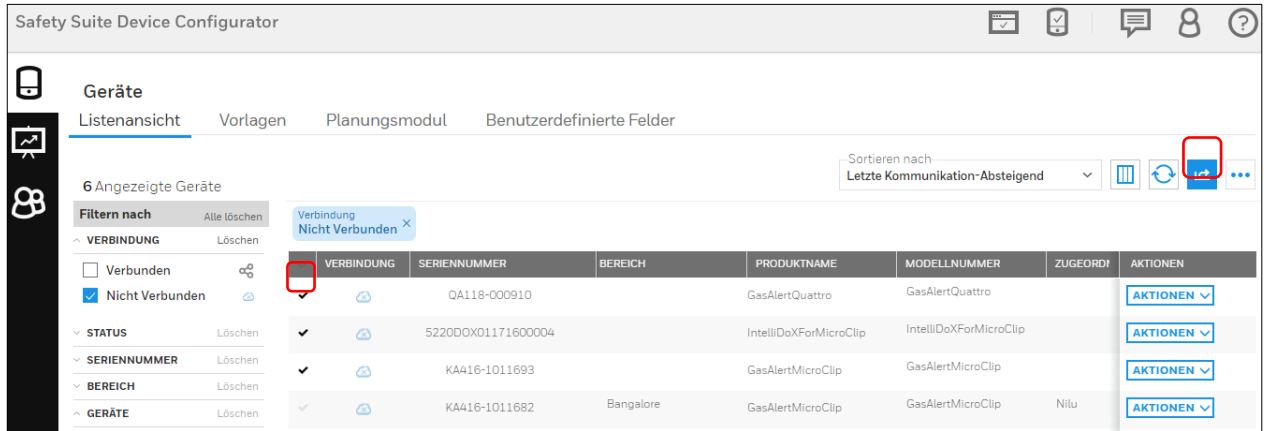 Safety Suite Device Configurator
Geräte
Listenansicht Vorlagen Planungsmodul Benutzerdefinierte Felder
Sortieren nach
Letzte Kommunikation-Absteigend
6 Angezeigte Geräte
Filtern nach Alle löschen
VERBINDUNG Löschen
Verbunden
Nicht Verbunden
STATUS Löschen
SERIENNUMMER Löschen
BEREICH Löschen
GERÄTE Löschen
Verbindung
Nicht Verbunden ×
VERBINDUNG SERIENNUMMER BEREICH PRODUKTNAME MODELLNUMMER ZUGEORDN AKTIONEN
QA118-000910 GasAlertQuattro GasAlertQuattro AKTIONEN
5220DOX01171600004 IntelliDoXForMicroClip IntelliDoXForMicroClip AKTIONEN
KA416-1011693 GasAlertMicroClip GasAlertMicroClip AKTIONEN
KA416-1011682 Bangalore GasAlertMicroClip GasAlertMicroClip Nilu AKTIONEN